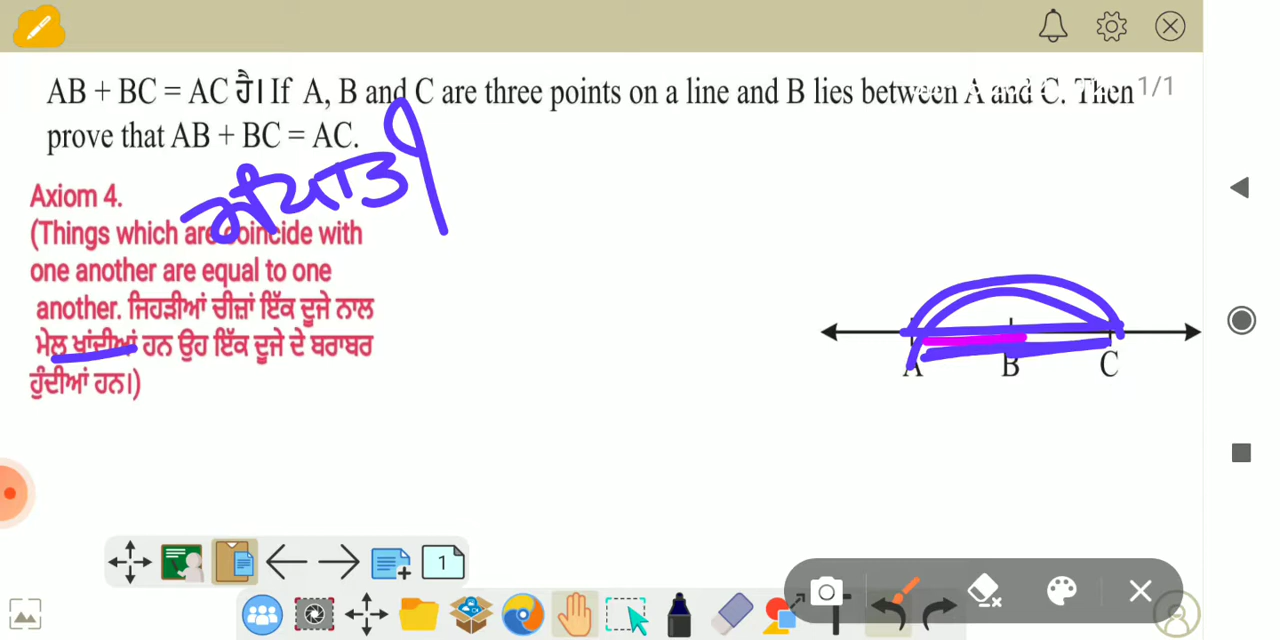 1/1
AB + BC = AC ਹੈ। If A, B and C are three points on a line and B lies between A and C. Then
prove that AB + BC = AC.
Axiom 4.
(Things which are coincide with
one another are equal to one
another. ਜਿਹੜੀਆਂ ਚੀਜ਼ਾਂ ਇੱਕ ਦੂਜੇ ਨਾਲ
ਮੇਲ ਖਾਂਦੀਆਂ ਹਨ ਉਹ ਇੱਕ ਦੂਜੇ ਦੇ ਬਰਾਬਰ
ਹੁੰਦੀਆਂ ਹਨ।)
A B C
1